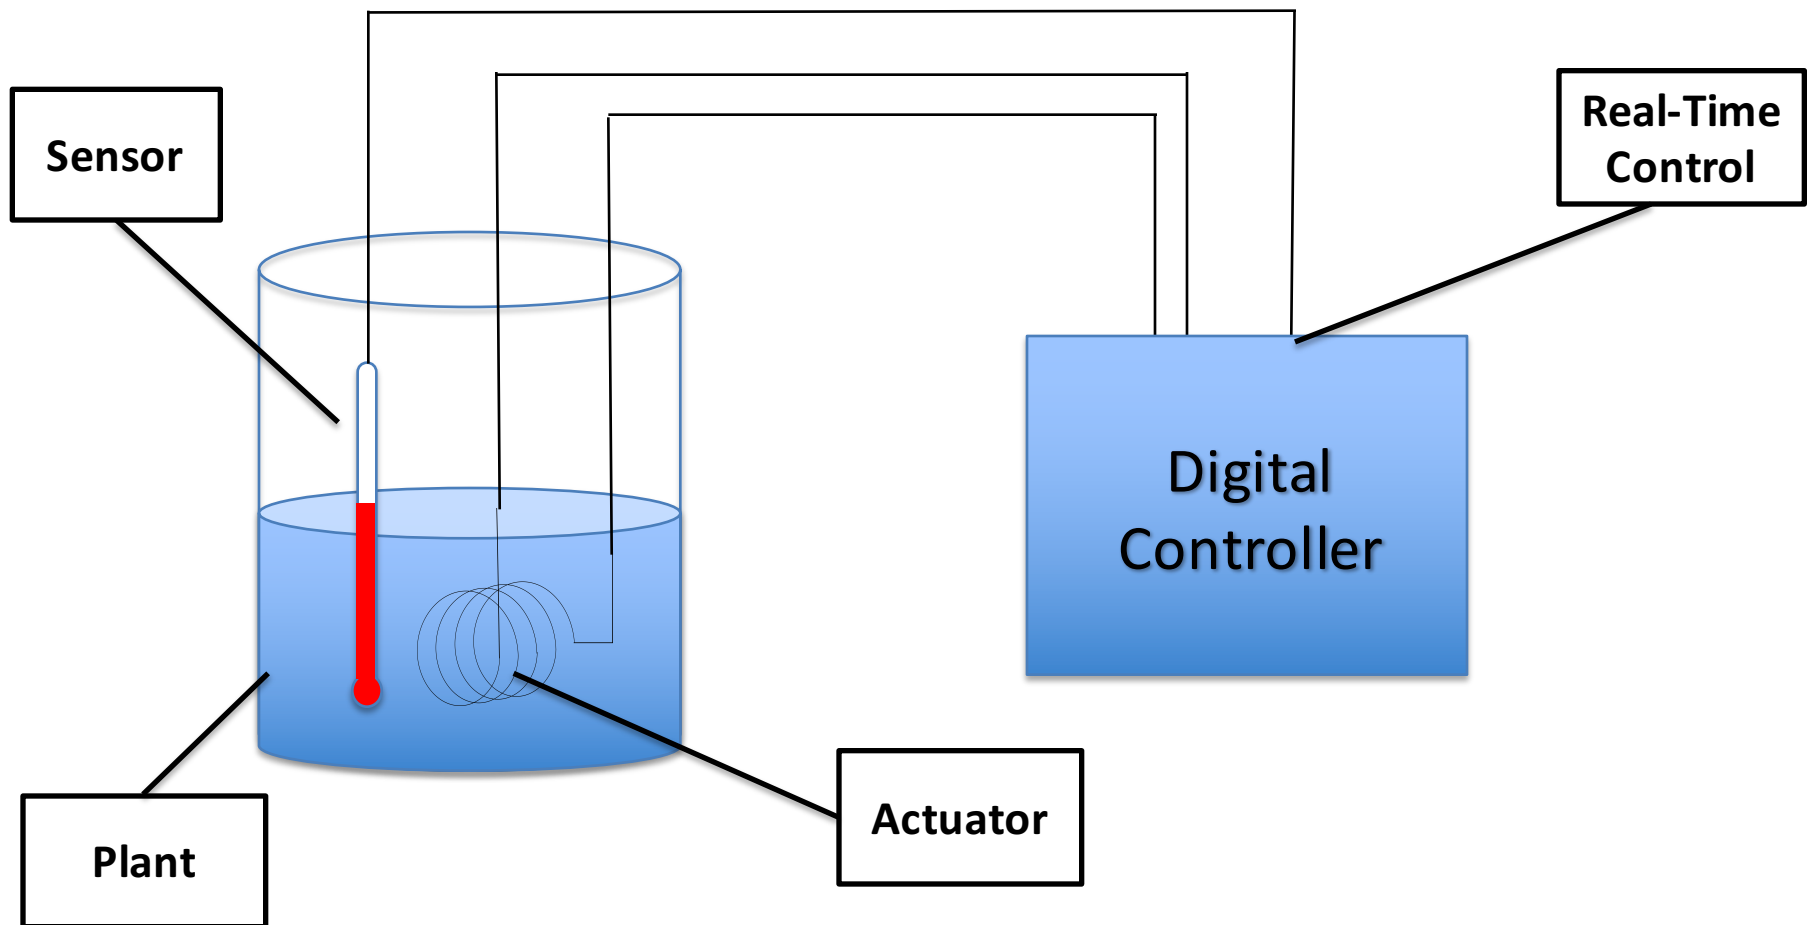 Sensor
Real-Time
Control
Digital
Controller
Actuator
Plant